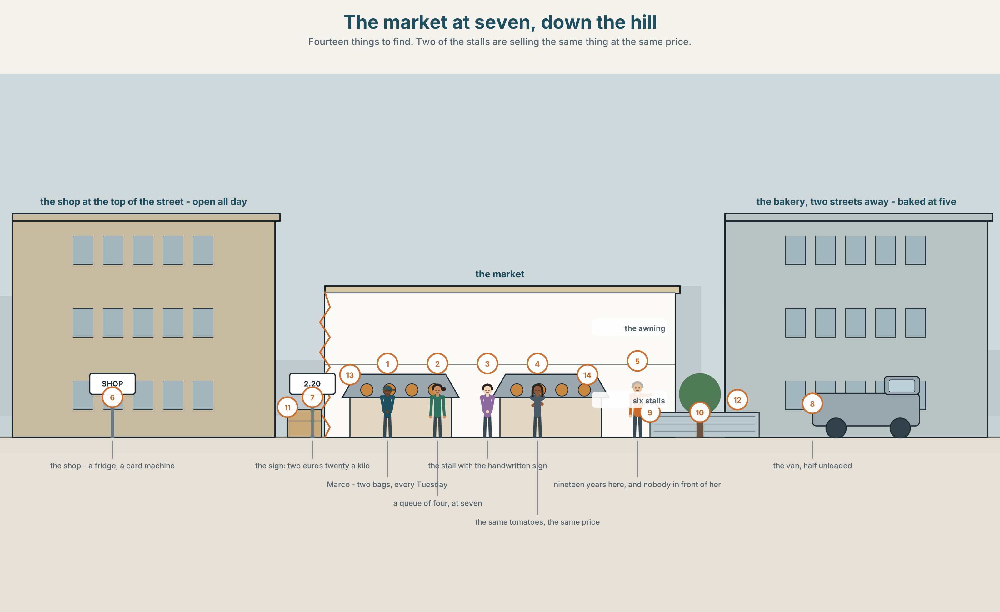 The market at seven, down the hill
Fourteen things to find. Two of the stalls are selling the same thing at the same price.
the shop at the top of the street - open all day
the bakery, two streets away - baked at five
the market
the awning
1
2
3
4
5
13
14
SHOP
2.20
six stalls
6
7
11
9
10
12
8
the shop - a fridge, a card machine
the sign: two euros twenty a kilo
the stall with the handwritten sign
the van, half unloaded
Marco - two bags, every Tuesday
nineteen years here, and nobody in front of her
a queue of four, at seven
the same tomatoes, the same price